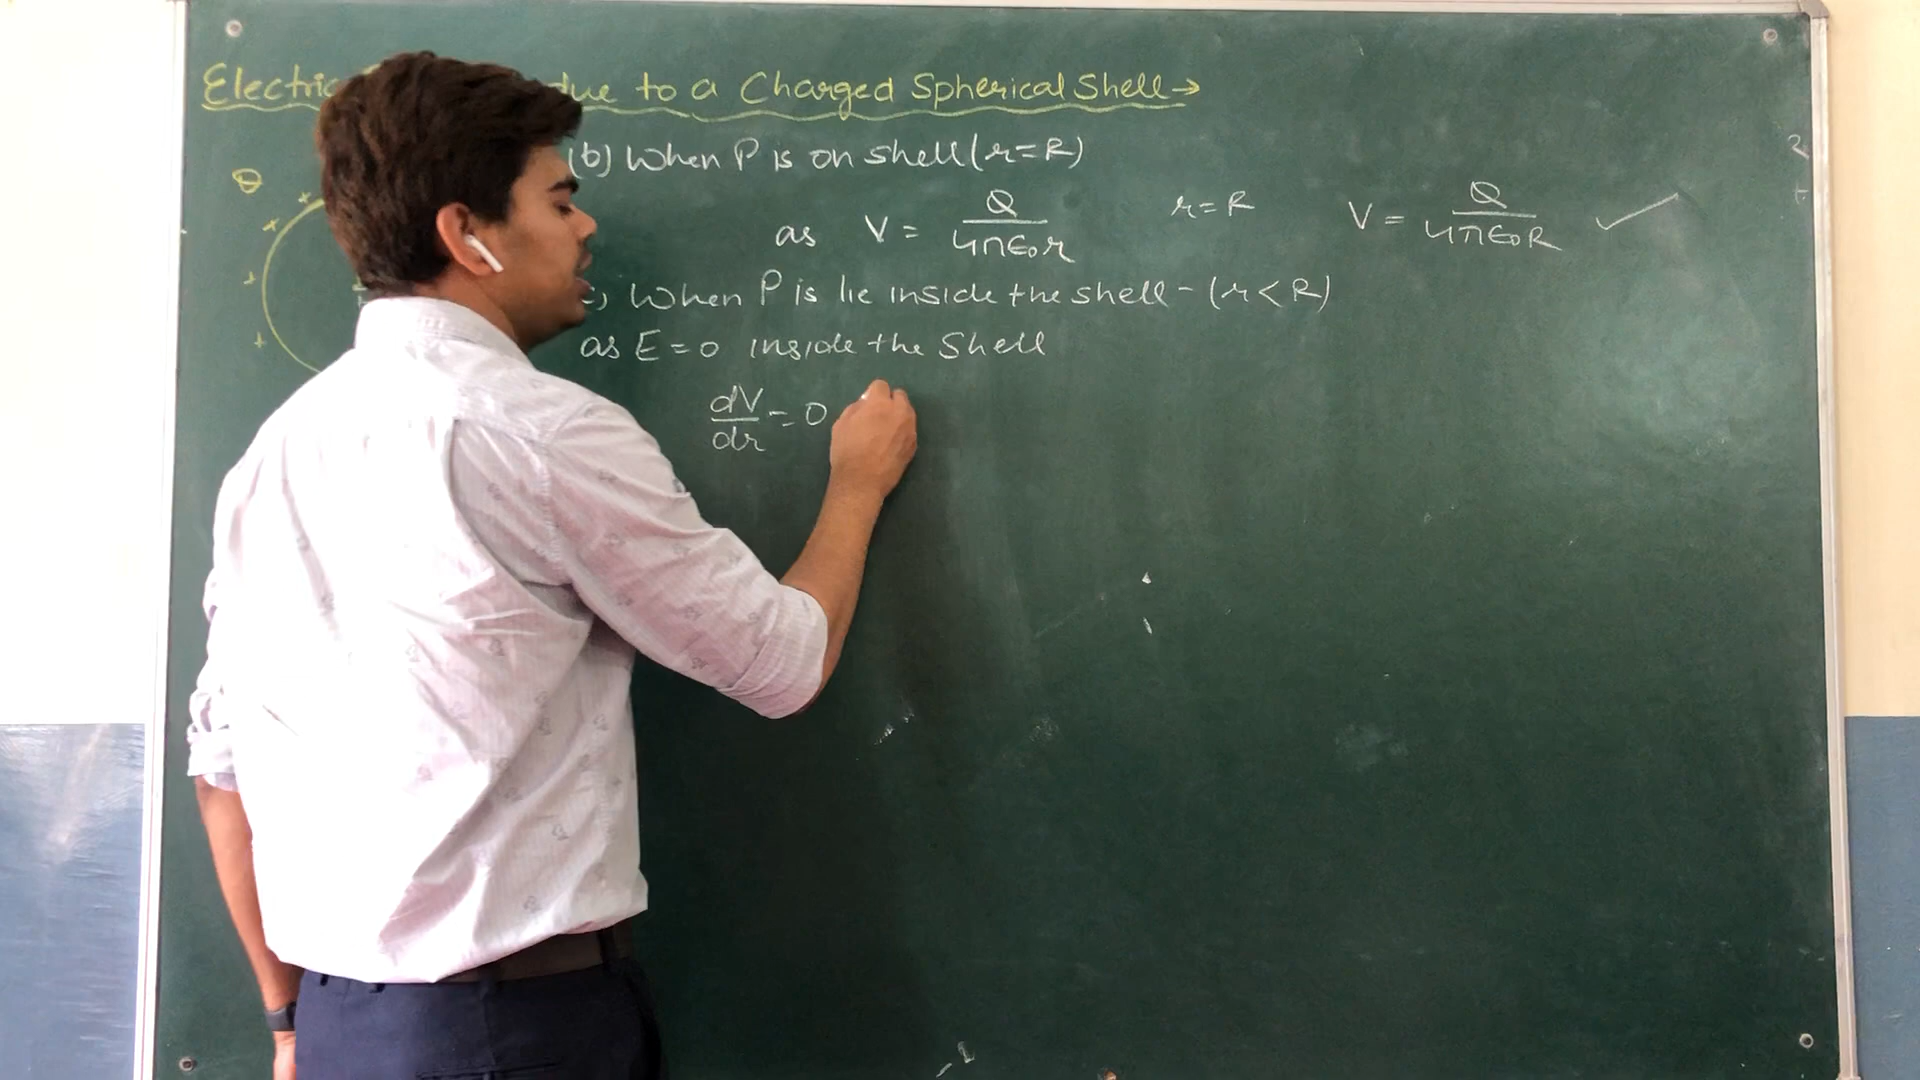 Electric due to a Charged Spherical Shell→
(b) When P is on shell (r=R)
Q
as V = Q/4πε₀r r=R V = Q/4πε₀R ✓
, When P is lie inside the shell - (r < R)
as E = 0 inside the Shell
dV/dr = 0